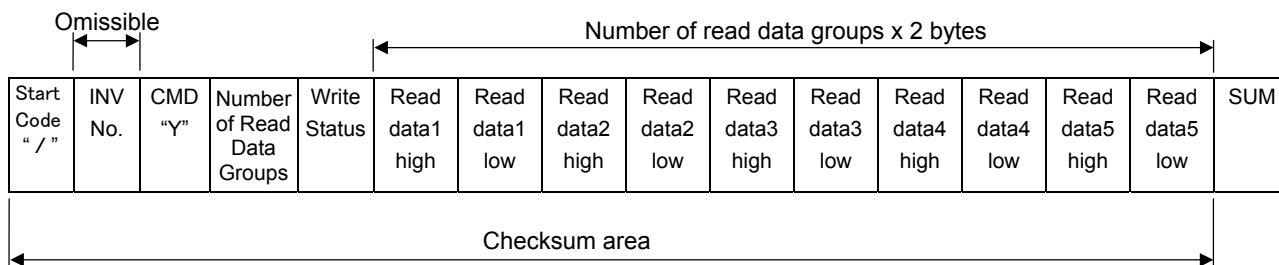 Omissible
Number of read data groups x 2 bytes
Start Code “ / ”
INV No.
CMD “Y”
Number of Read Data Groups
Write Status
Read data1 high
Read data1 low
Read data2 high
Read data2 low
Read data3 high
Read data3 low
Read data4 high
Read data4 low
Read data5 high
Read data5 low
SUM
Checksum area